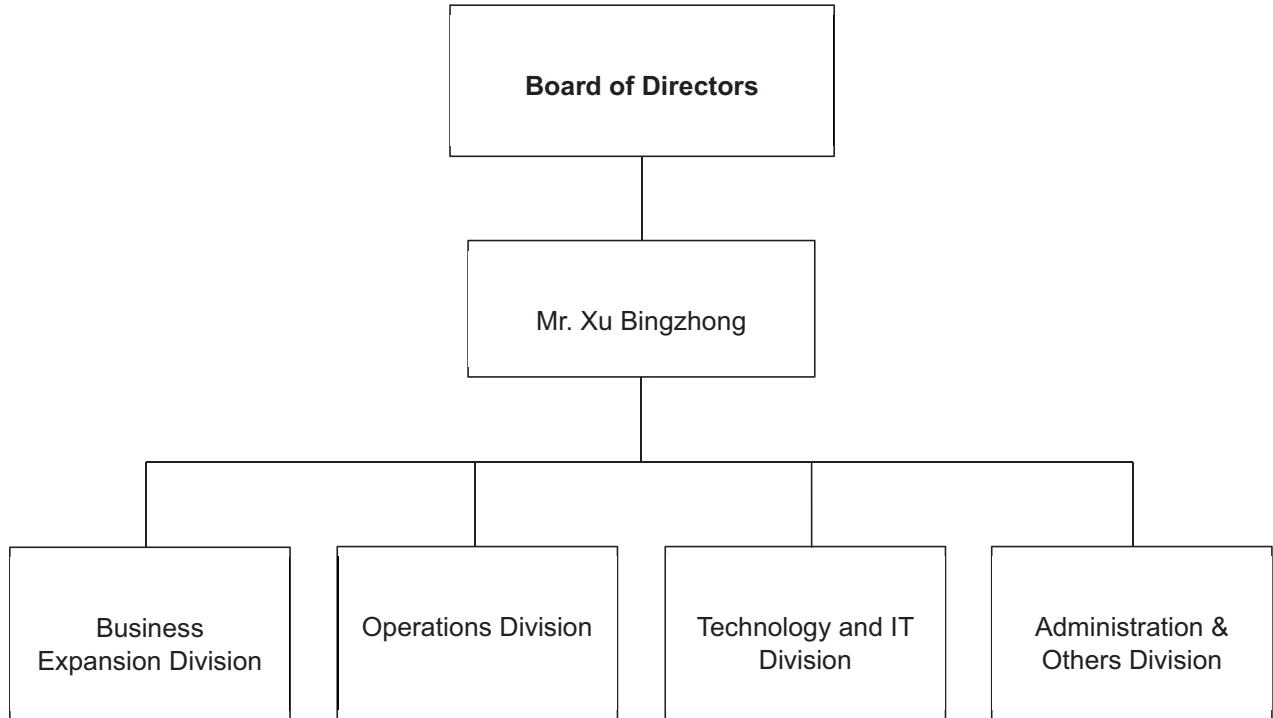 Board of Directors
Mr. Xu Bingzhong
Business
Expansion Division
Operations Division
Technology and IT
Division
Administration &
Others Division